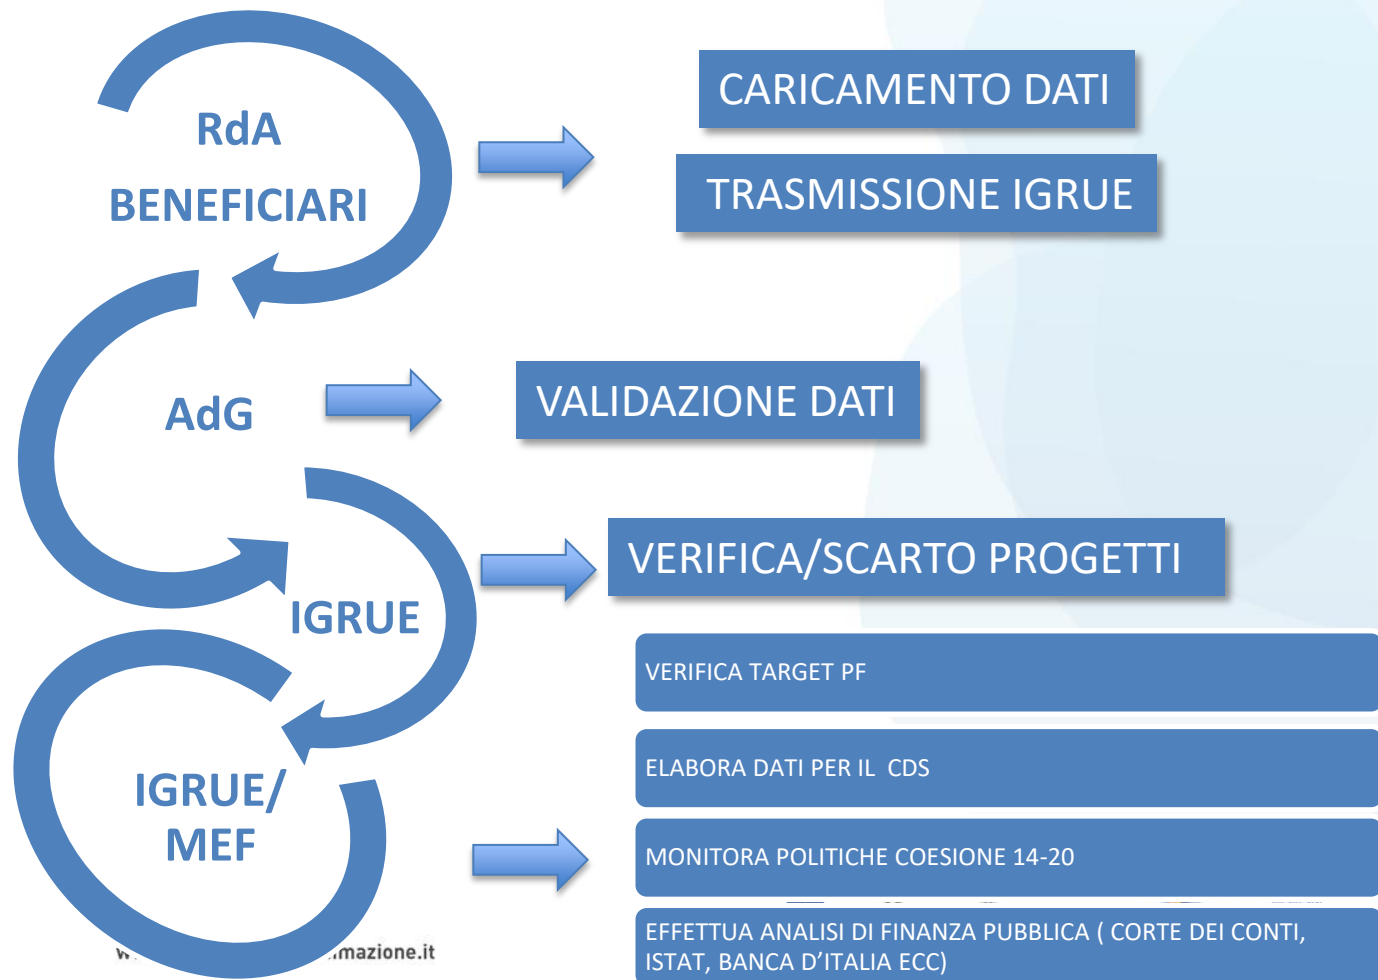 RdA
BENEFICIARI
CARICAMENTO DATI
TRASMISSIONE IGRUE
AdG
VALIDAZIONE DATI
IGRUE
VERIFICA/SCARTO PROGETTI
IGRUE/
MEF
VERIFICA TARGET PF
ELABORA DATI PER IL CDS
MONITORA POLITICHE COESIONE 14-20
EFFETTUA ANALISI DI FINANZA PUBBLICA ( CORTE DEI CONTI,
ISTAT, BANCA D'ITALIA ECC)
mazione.it